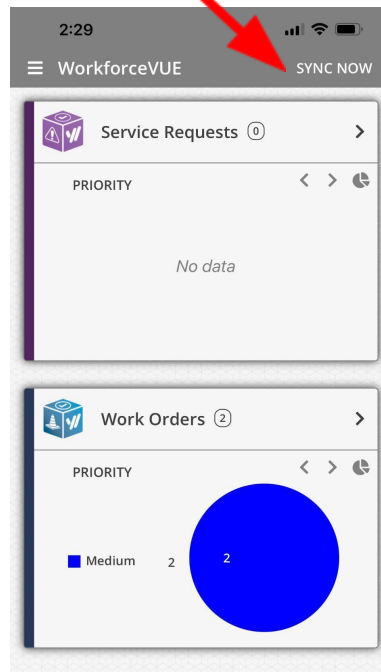 2:29
WorkforceVUE SYNC NOW
Service Requests 0
PRIORITY
No data
Work Orders 2
PRIORITY
Medium 2 2